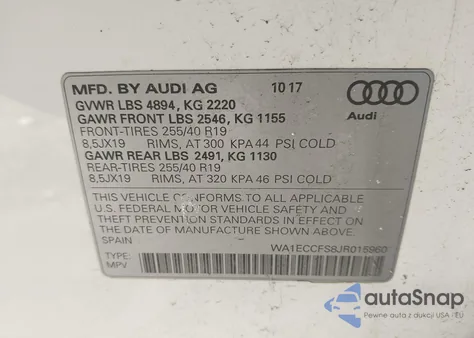 MFD. BY AUDI AG 10 17
GVWR LBS 4894, KG 2220
GAWR FRONT LBS 2546, KG 1155
FRONT-TIRES 255/40 R19
8,5JX19 RIMS, AT 300 KPA 44 PSI COLD
GAWR REAR LBS 2491, KG 1130
REAR-TIRES 255/40 R19
8,5JX19 RIMS, AT 320 KPA 46 PSI COLD
Audi
THIS VEHICLE CONFORMS TO ALL APPLICABLE
FEDERAL MOTOR VEHICLE SAFETY BUMPER AND
THEFT PREVENTION STANDARDS IN EFFECT ON
THE DATE OF MANUFACTURE SHOWN ABOVE.
SPAIN WA1ECCFS8JR015960
TYPE:
MPV
autoSnap
Pewne auta z dostawą z USA i EU